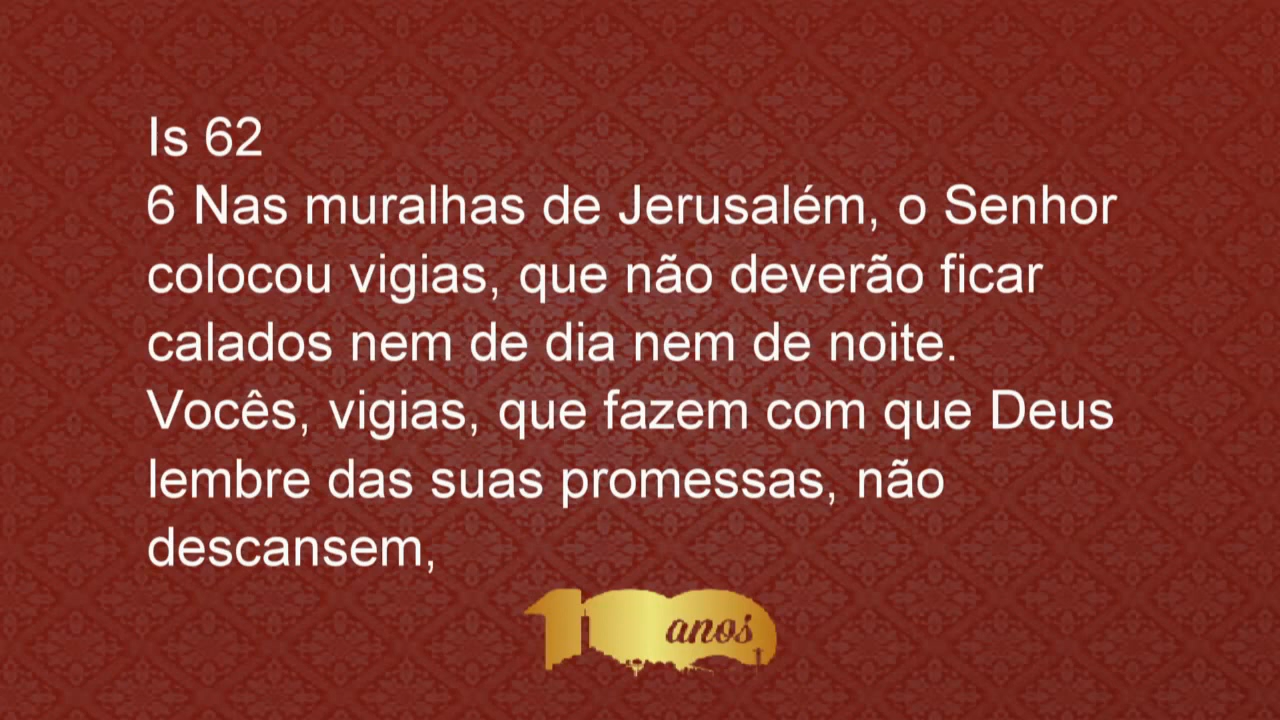 Is 62
6 Nas muralhas de Jerusalém, o Senhor
colocou vigias, que não deverão ficar
calados nem de dia nem de noite.
Vocês, vigias, que fazem com que Deus
lembre das suas promessas, não
descansem,
100 anos